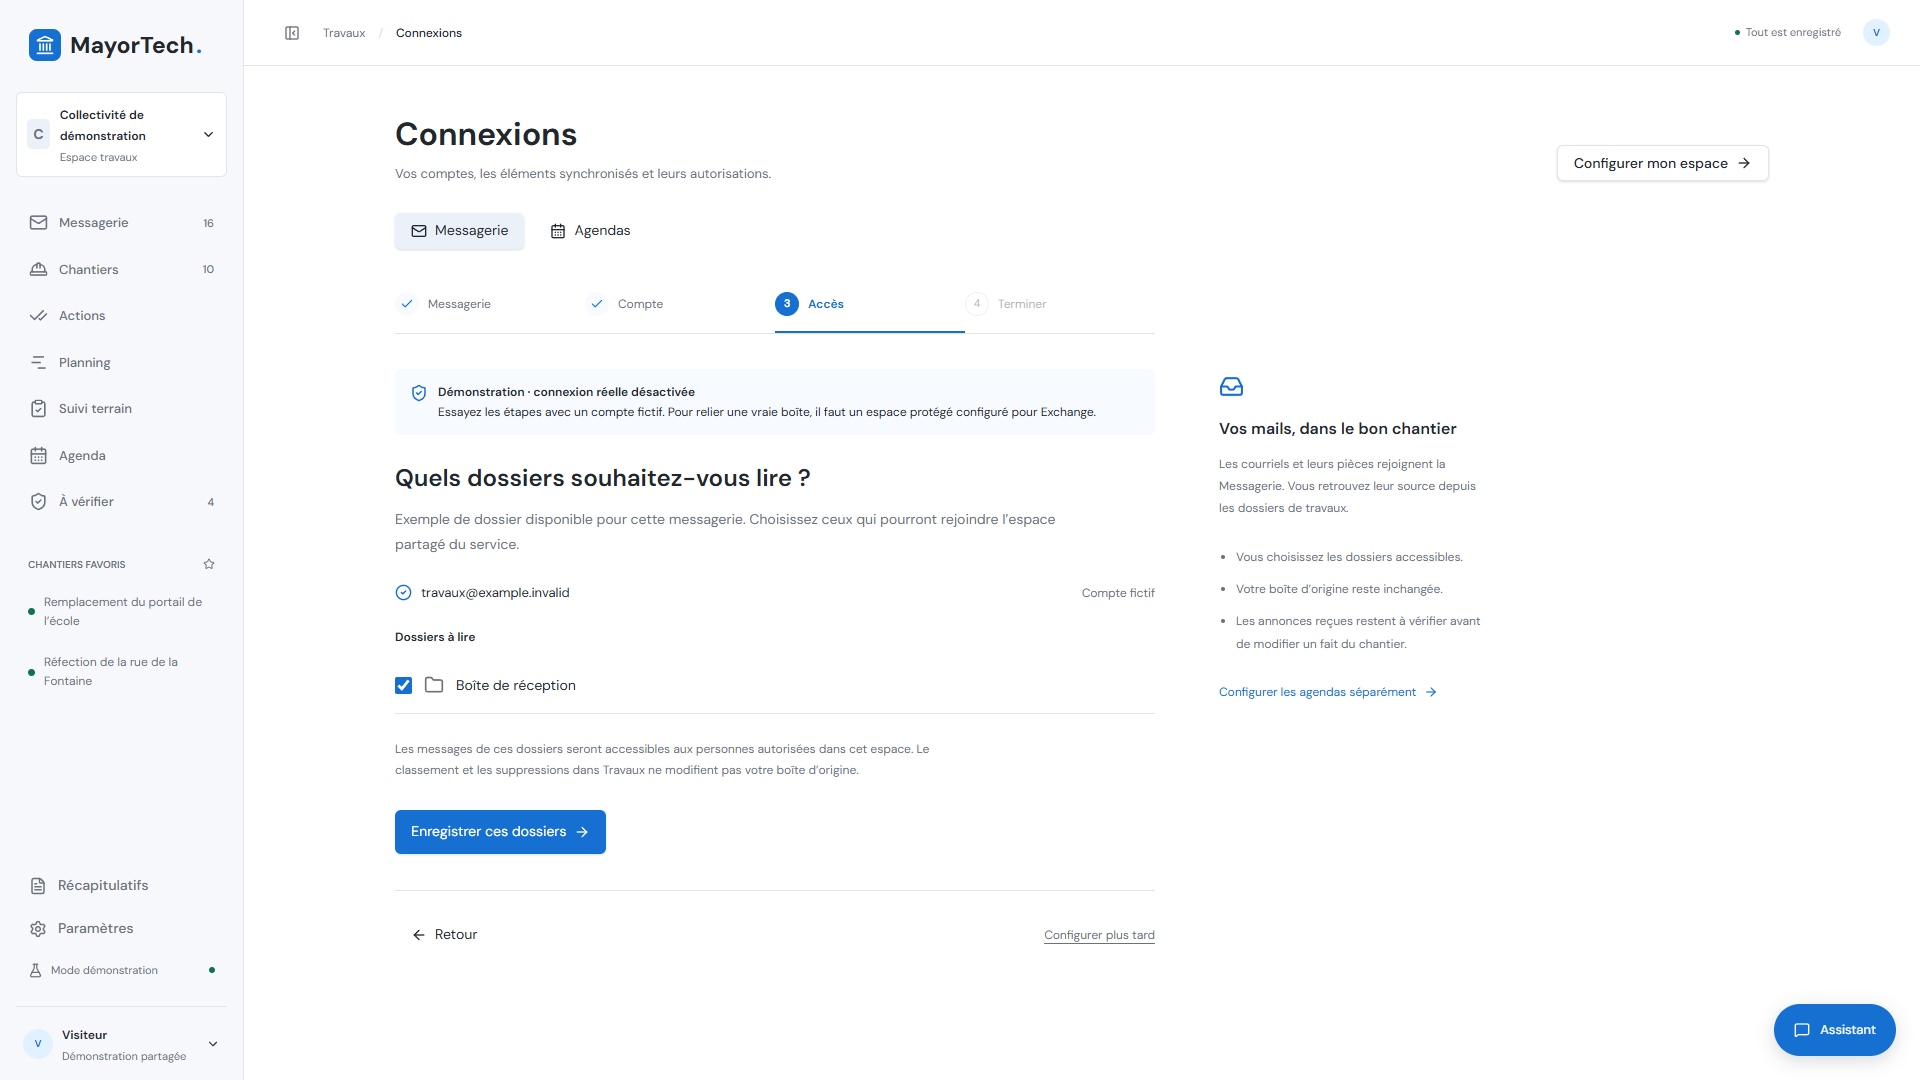 MayorTech.
C
Collectivité de
démonstration
Espace travaux
Messagerie 16
Chantiers 10
Actions
Planning
Suivi terrain
Agenda
À vérifier 4
CHANTIERS FAVORIS
Remplacement du portail de
l’école
Réfection de la rue de la
Fontaine
Récapitulatifs
Paramètres
Mode démonstration
V
Visiteur
Démonstration partagée
Travaux / Connexions
Tout est enregistré
V
Connexions
Vos comptes, les éléments synchronisés et leurs autorisations.
Configurer mon espace
Messagerie
Agendas
Messagerie
Compte
3 Accès
4 Terminer
Démonstration · connexion réelle désactivée
Essayez les étapes avec un compte fictif. Pour relier une vraie boîte, il faut un espace protégé configuré pour Exchange.
Quels dossiers souhaitez-vous lire ?
Exemple de dossier disponible pour cette messagerie. Choisissez ceux qui pourront rejoindre l’espace
partagé du service.
travaux@example.invalid
Compte fictif
Dossiers à lire
Boîte de réception
Les messages de ces dossiers seront accessibles aux personnes autorisées dans cet espace. Le
classement et les suppressions dans Travaux ne modifient pas votre boîte d’origine.
Enregistrer ces dossiers
Retour
Configurer plus tard
Vos mails, dans le bon chantier
Les courriels et leurs pièces rejoignent la
Messagerie. Vous retrouvez leur source depuis
les dossiers de travaux.
• Vous choisissez les dossiers accessibles.
• Votre boîte d’origine reste inchangée.
• Les annonces reçues restent à vérifier avant
de modifier un fait du chantier.
Configurer les agendas séparément
Assistant